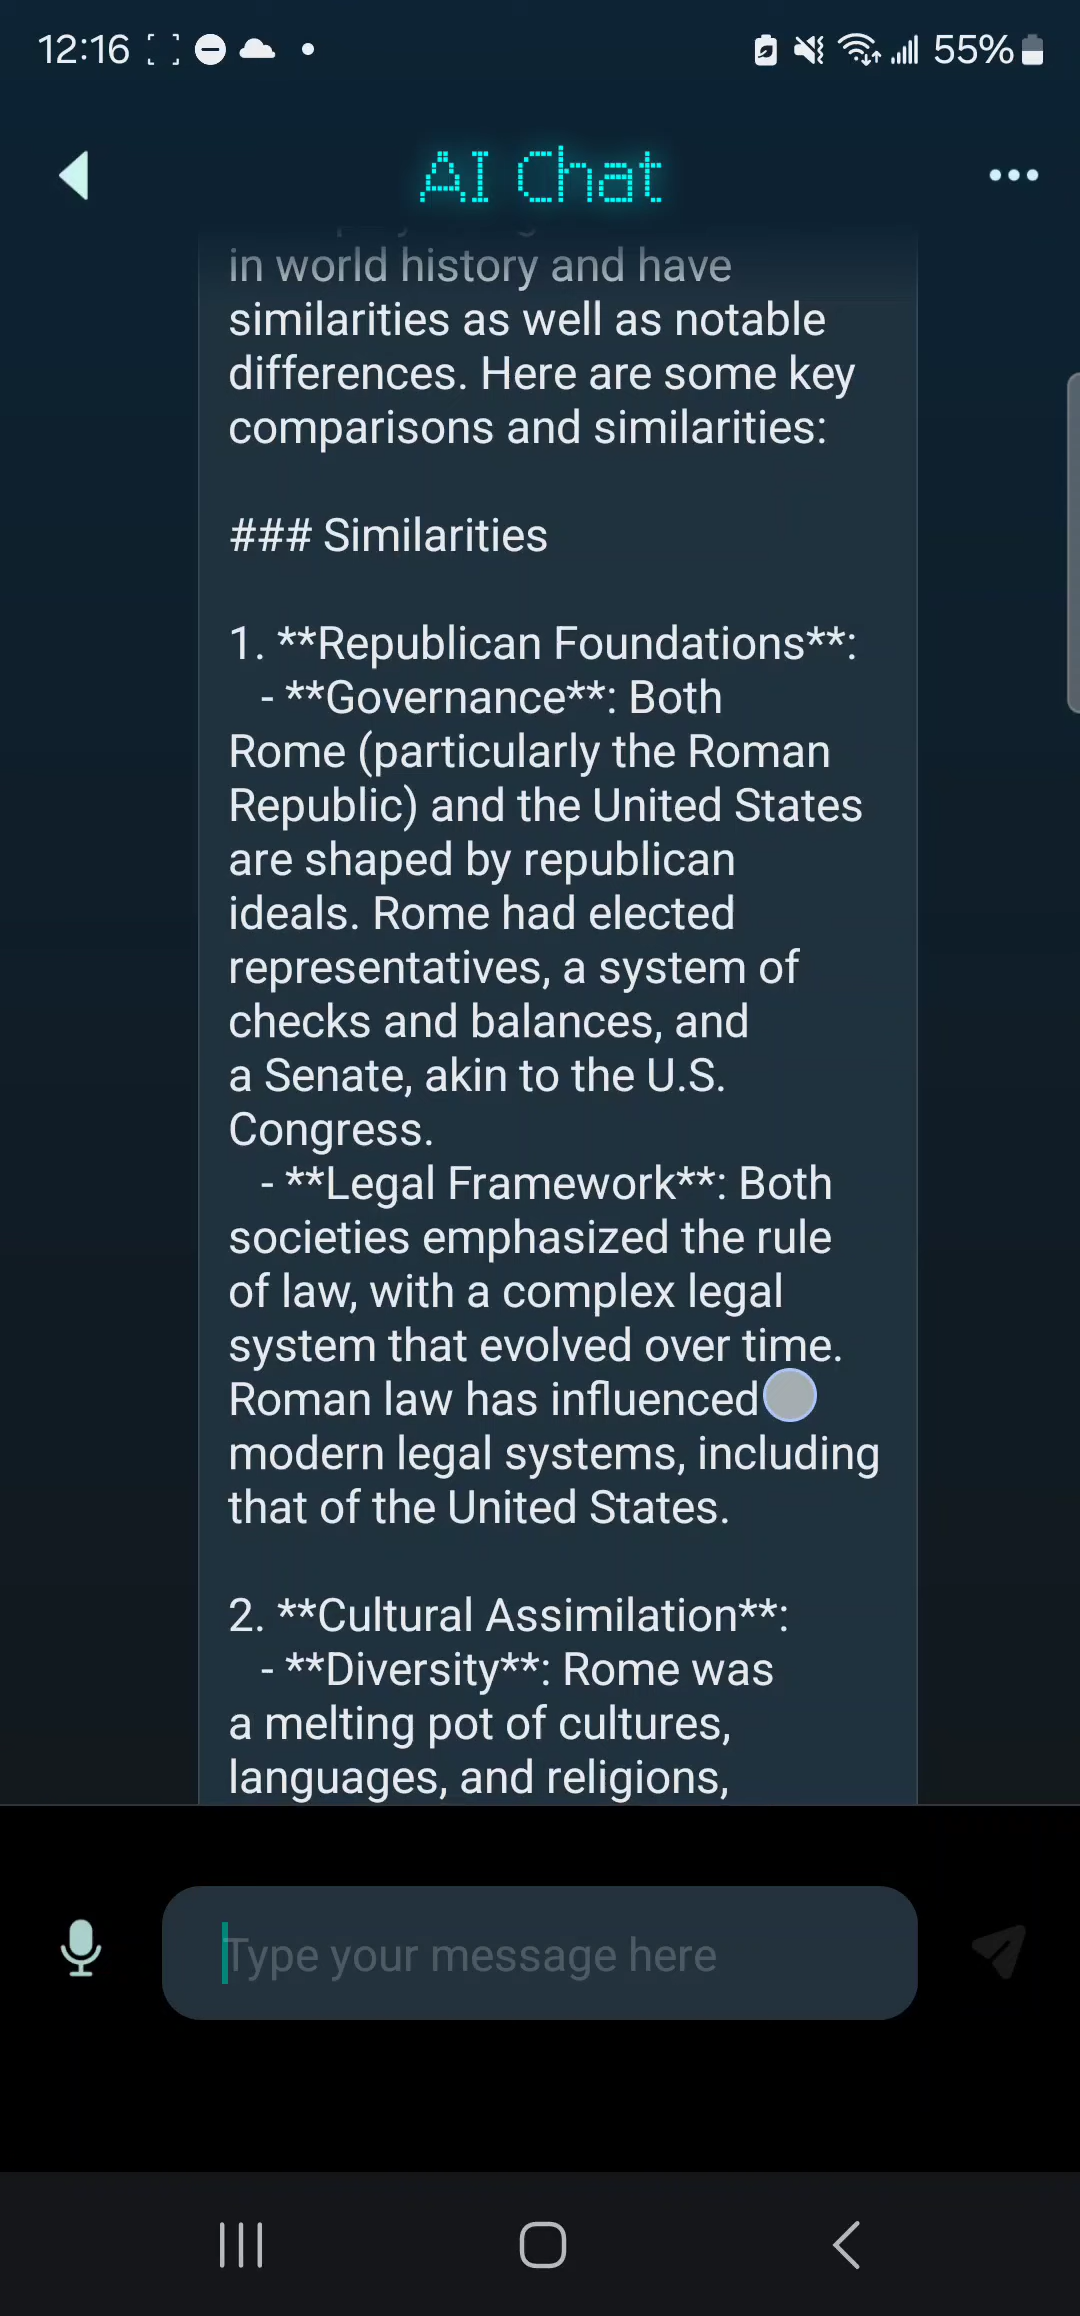 12:16
55%
AI Chat
in world history and have
similarities as well as notable
differences. Here are some key
comparisons and similarities:
### Similarities
1. **Republican Foundations**:
- **Governance**: Both
Rome (particularly the Roman
Republic) and the United States
are shaped by republican
ideals. Rome had elected
representatives, a system of
checks and balances, and
a Senate, akin to the U.S.
Congress.
- **Legal Framework**: Both
societies emphasized the rule
of law, with a complex legal
system that evolved over time.
Roman law has influenced
modern legal systems, including
that of the United States.
2. **Cultural Assimilation**:
- **Diversity**: Rome was
a melting pot of cultures,
languages, and religions,
Type your message here